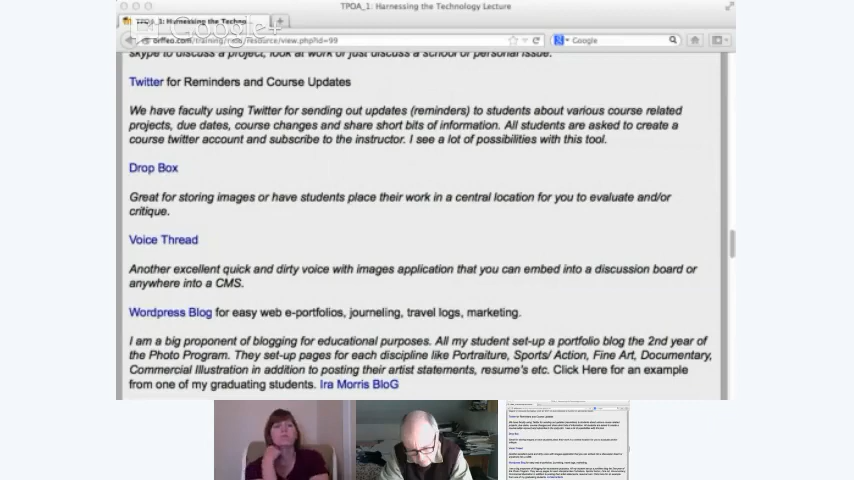 TPOA_1: Harnessing the Technology Lecture
TPOA_1: Harnessing the Techno...
Google+
Google
skype to discuss a project, look at work or just discuss a school or personal issue.
Twitter for Reminders and Course Updates
We have faculty using Twitter for sending out updates (reminders) to students about various course related
projects, due dates, course changes and share short bits of information. All students are asked to create a
course twitter account and subscribe to the instructor. I see a lot of possibilities with this tool.
Drop Box
Great for storing images or have students place their work in a central location for you to evaluate and/or
critique.
Voice Thread
Another excellent quick and dirty voice with images application that you can embed into a discussion board or
anywhere into a CMS.
Wordpress Blog for easy web e-portfolios, journeling, travel logs, marketing.
I am a big proponent of blogging for educational purposes. All my student set-up a portfolio blog the 2nd year of
the Photo Program. They set-up pages for each discipline like Portraiture, Sports/ Action, Fine Art, Documentary,
Commercial Illustration in addition to posting their artist statements, resume's etc. Click Here for an example
from one of my graduating students. Ira Morris BloG